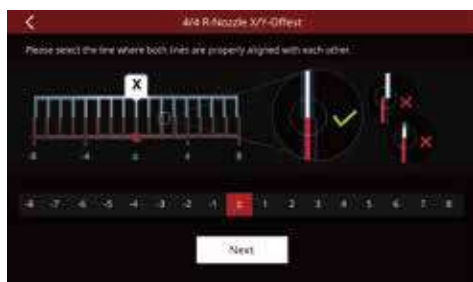 4/4 R-Nozzle X/Y-Offest
Please select the line where both lines are properly aligned with each other.
X
-8 -4 0 4 8
-8 -7 -6 -5 -4 -3 -2 -1 0 1 2 3 4 5 6 7 8
Next